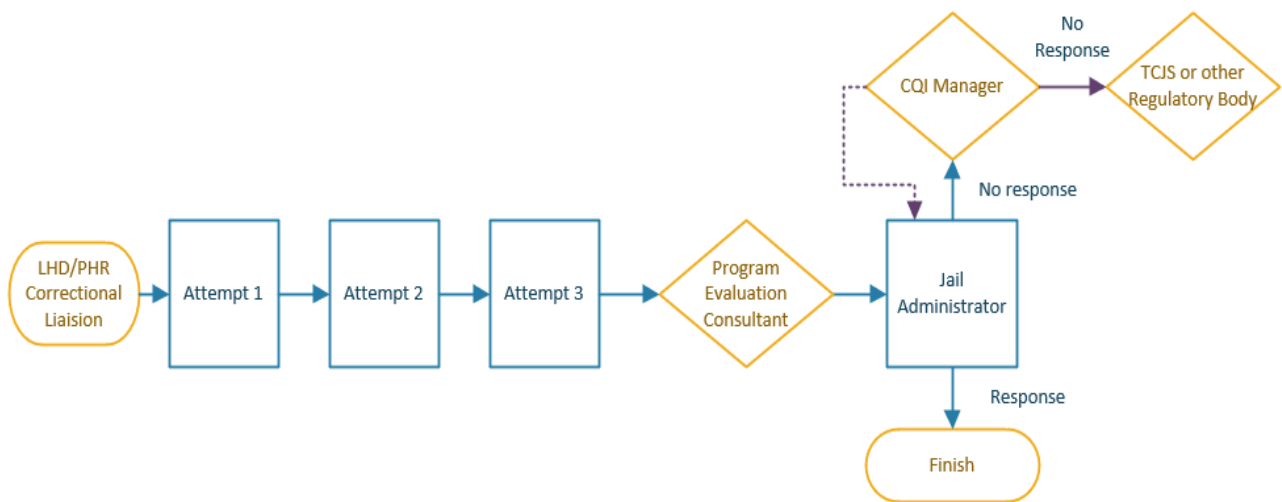 No
Response
CQI Manager
TCJS or other
Regulatory Body
No response
LHD/PHR
Correctional
Liaision
Attempt 1
Attempt 2
Attempt 3
Program
Evaluation
Consultant
Jail
Administrator
Response
Finish